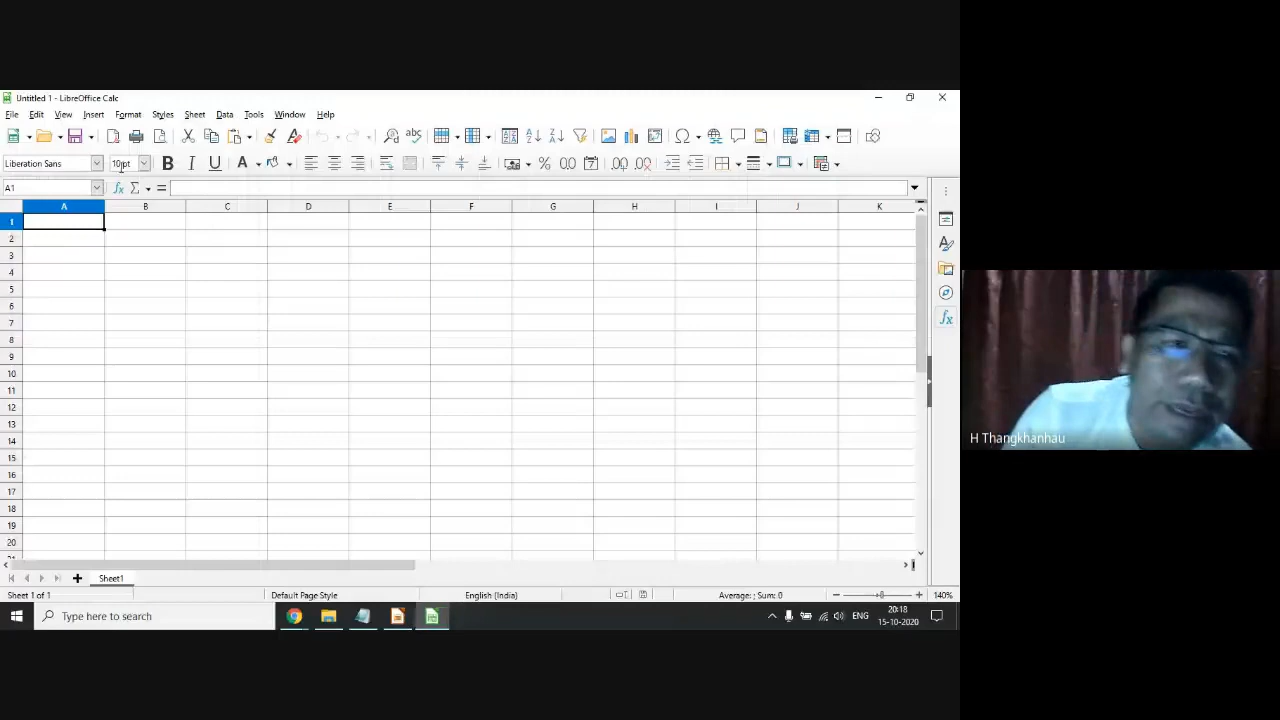 Untitled 1 - LibreOffice Calc
File Edit View Insert Format Styles Sheet Data Tools Window Help
Liberation Sans 10pt
A1
A B C D E F G H I J K
1
2
3
4
5
6
7
8
9
10
11
12
13
14
15
16
17
18
19
20
H Thangkhanhau
Sheet1
Sheet 1 of 1 Default Page Style English (India) Average: ; Sum: 0 140%
Type here to search ENG 20:18
15-10-2020